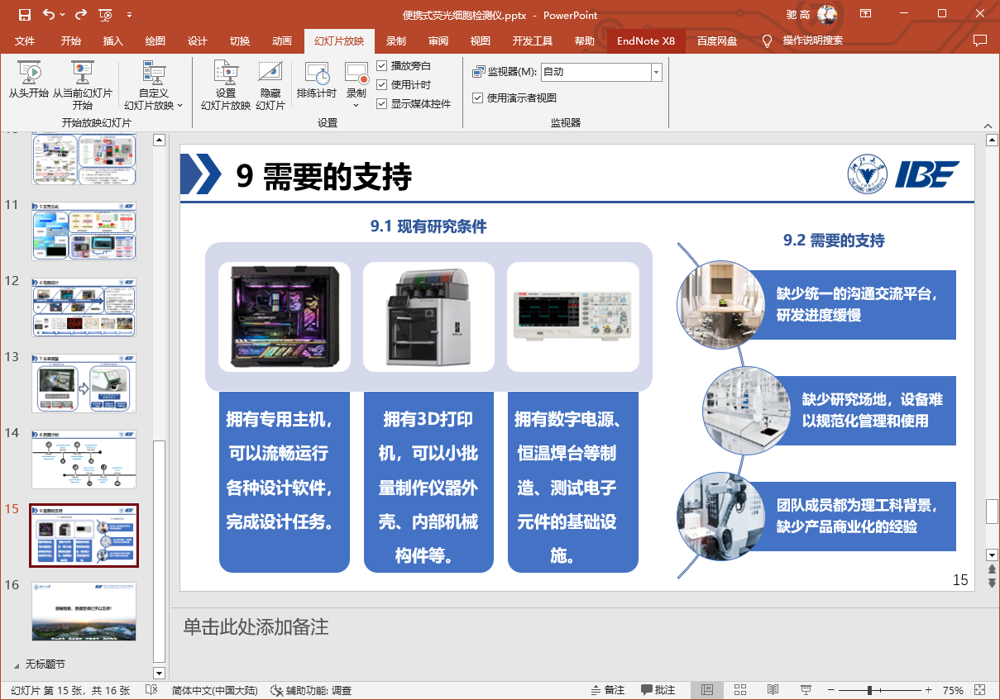 便携式荧光细胞检测仪.pptx - PowerPoint
驰 高
文件 开始 插入 绘图 设计 切换 动画 幻灯片放映 录制 审阅 视图 开发工具 帮助 EndNote X8 百度网盘 操作说明搜索
从头开始
从当前幻灯片
开始
自定义
幻灯片放映
开始放映幻灯片
设置
幻灯片放映
隐藏
幻灯片
排练计时
录制
播放旁白
使用计时
显示媒体控件
设置
监视器(M): 自动
使用演示者视图
监视器
11
12
13
14
15
16
无标题节
9 需要的支持
IBE
9.1 现有研究条件
拥有专用主机，
可以流畅运行
各种设计软件，
完成设计任务。
拥有3D打印
机，可以小批
量制作仪器外
壳、内部机械
构件等。
拥有数字电源、
恒温焊台等制
造、测试电子
元件的基础设
施。
9.2 需要的支持
缺少统一的沟通交流平台，
研发进度缓慢
缺少研究场地，设备难
以规范化管理和使用
团队成员都为理工科背景，
缺少产品商业化的经验
15
单击此处添加备注
幻灯片 第 15 张，共 16 张 简体中文(中国大陆) 辅助功能: 调查 备注 批注 75%